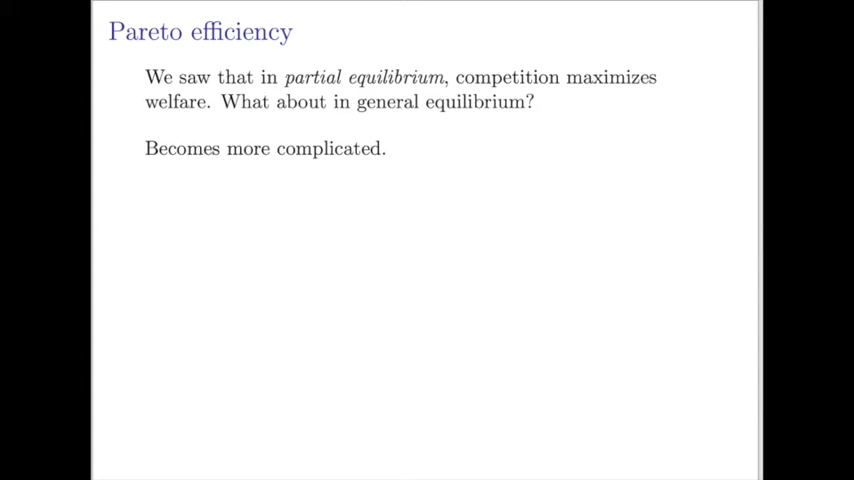 Pareto efficiency
We saw that in partial equilibrium, competition maximizes
welfare. What about in general equilibrium?
Becomes more complicated.